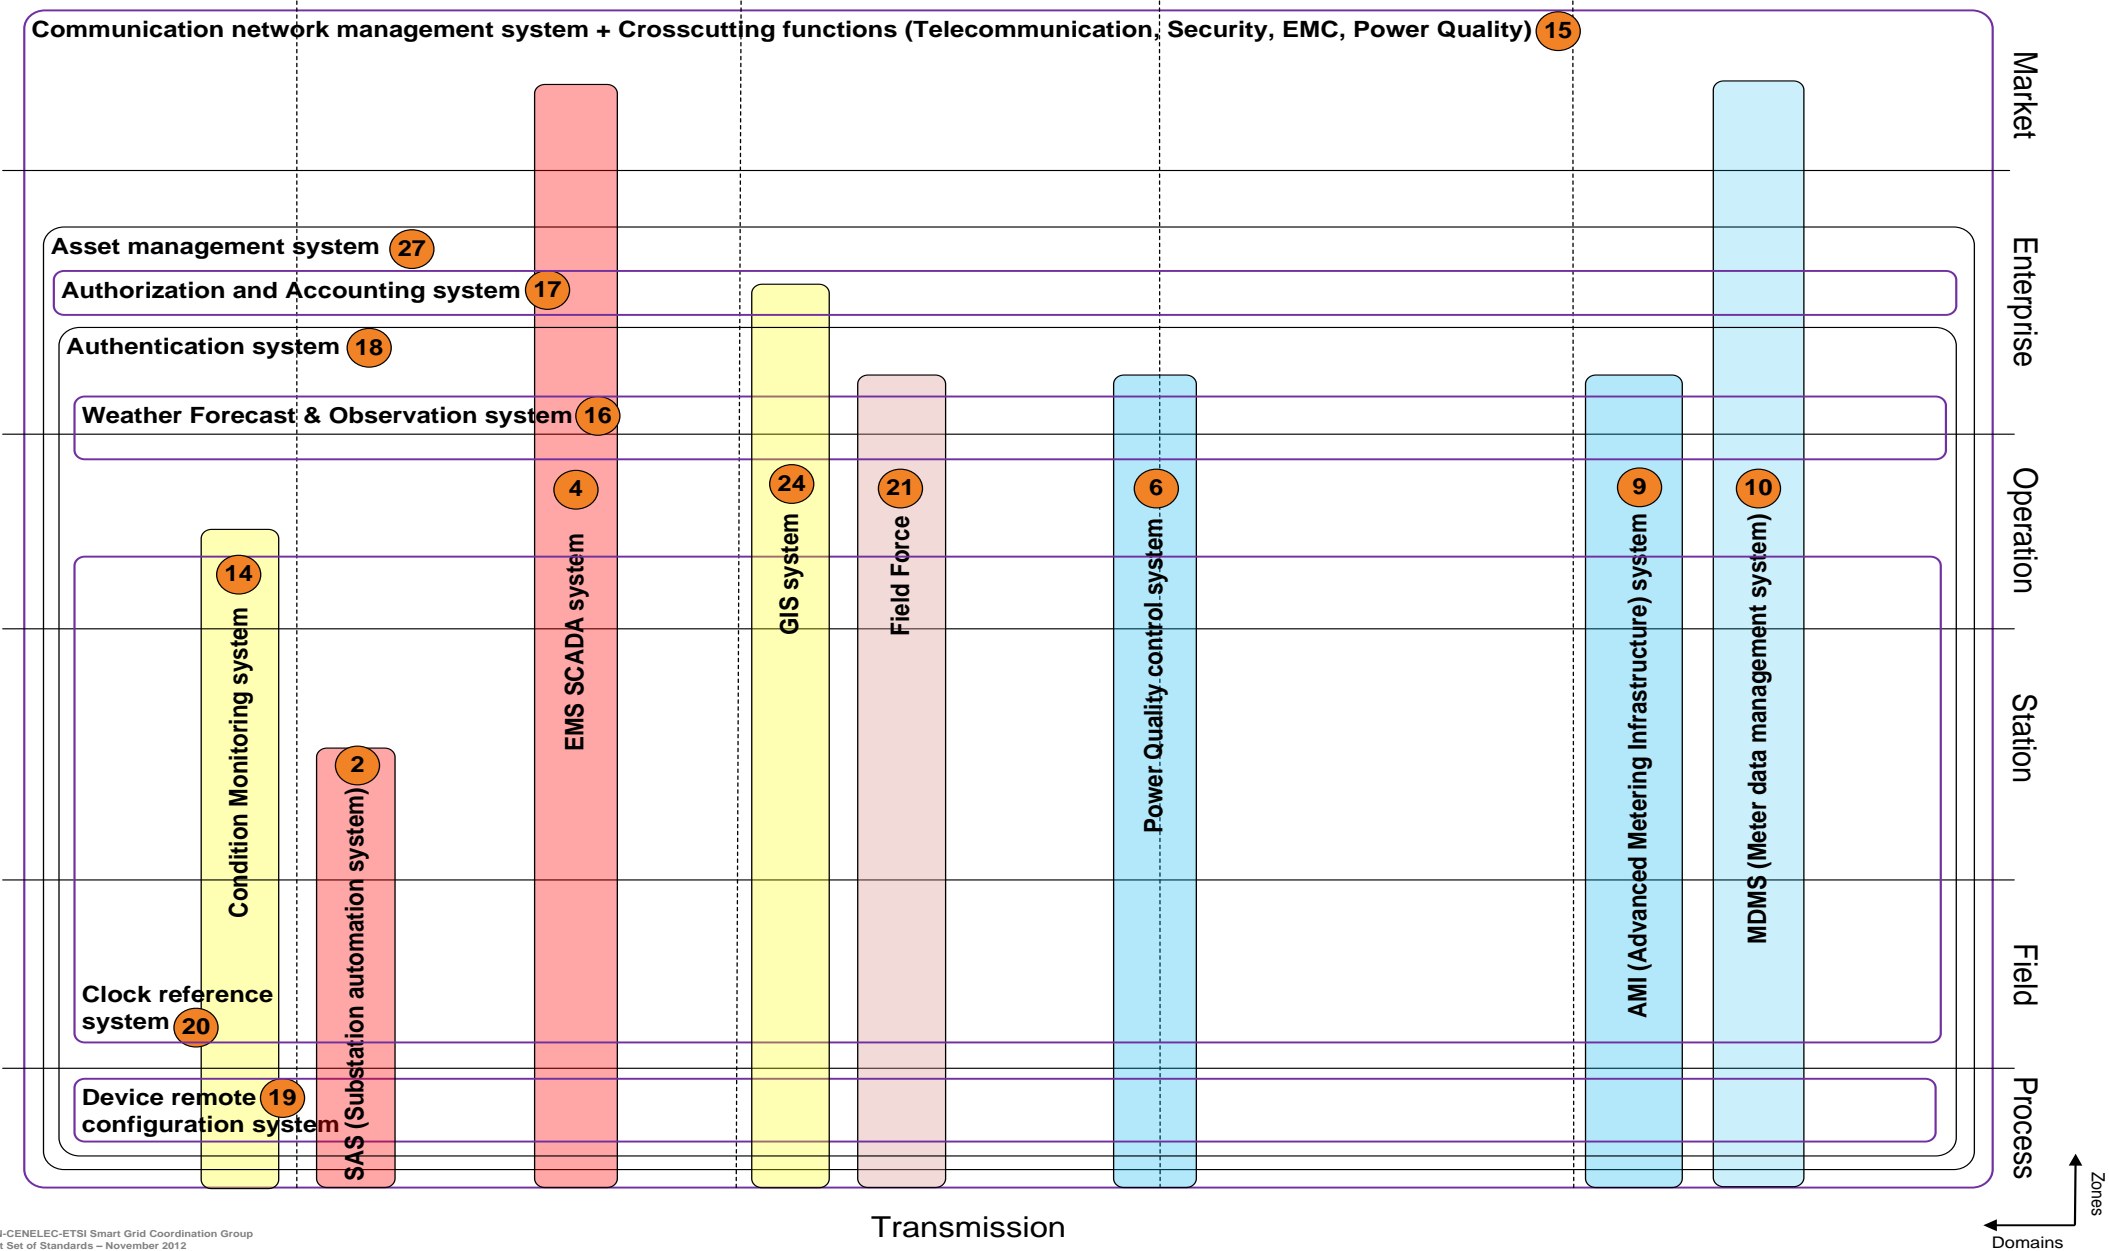 Communication network management system + Crosscutting functions (Telecommunication, Security, EMC, Power Quality) 15
Market
Asset management system 27
Authorization and Accounting system 17
Enterprise
Authentication system 18
Weather Forecast & Observation system 16
4
24
21
6
9
10
Operation
14
Condition Monitoring system
2
SAS (Substation automation system)
EMS SCADA system
GIS system
Field Force
Power Quality control system
AMI (Advanced Metering Infrastructure) system
MDMS (Meter data management system)
Station
Field
Clock reference
system 20
Device remote 19
configuration system
Process
Zones
Domains
Transmission
-CENELEC-ETSI Smart Grid Coordination Group
t Set of Standards – November 2012